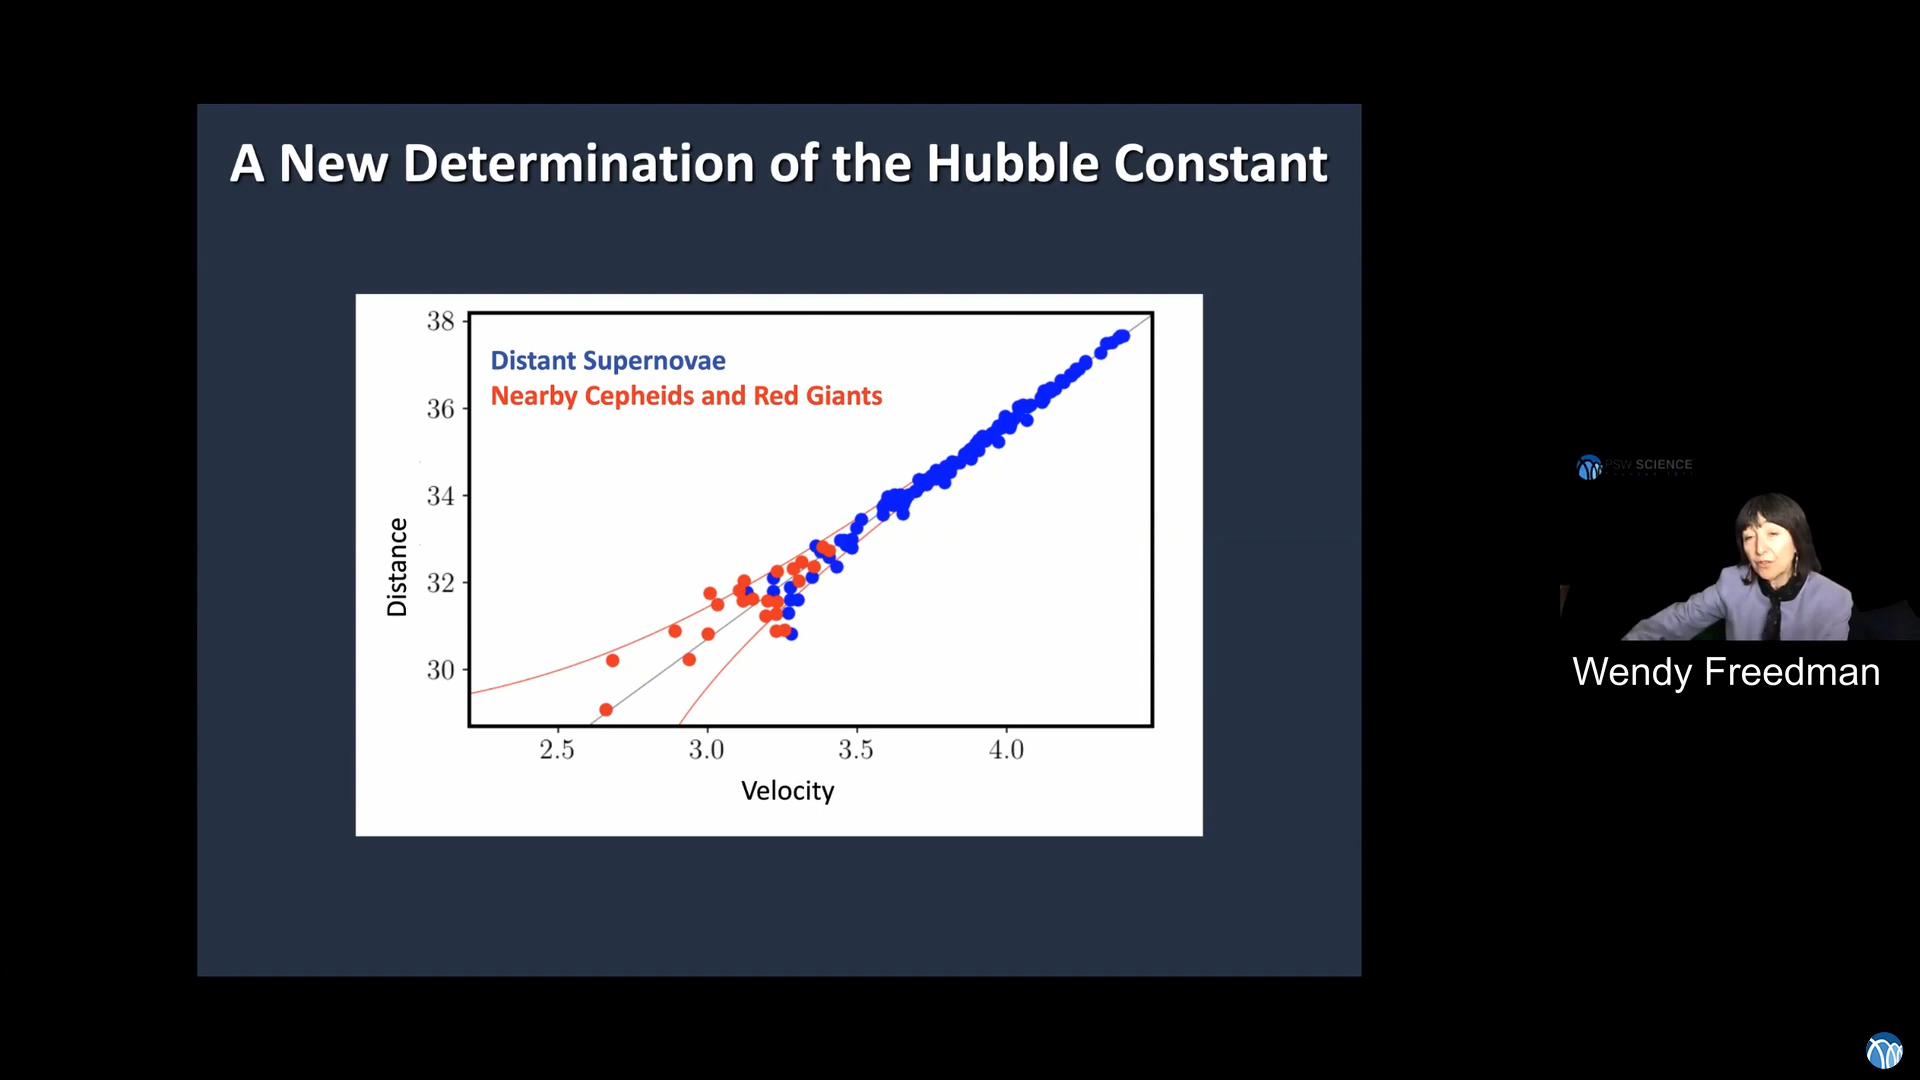 A New Determination of the Hubble Constant
Distant Supernovae
Nearby Cepheids and Red Giants
38
36
34
32
30
Distance
2.5 3.0 3.5 4.0
Velocity
PSW SCIENCE
Wendy Freedman